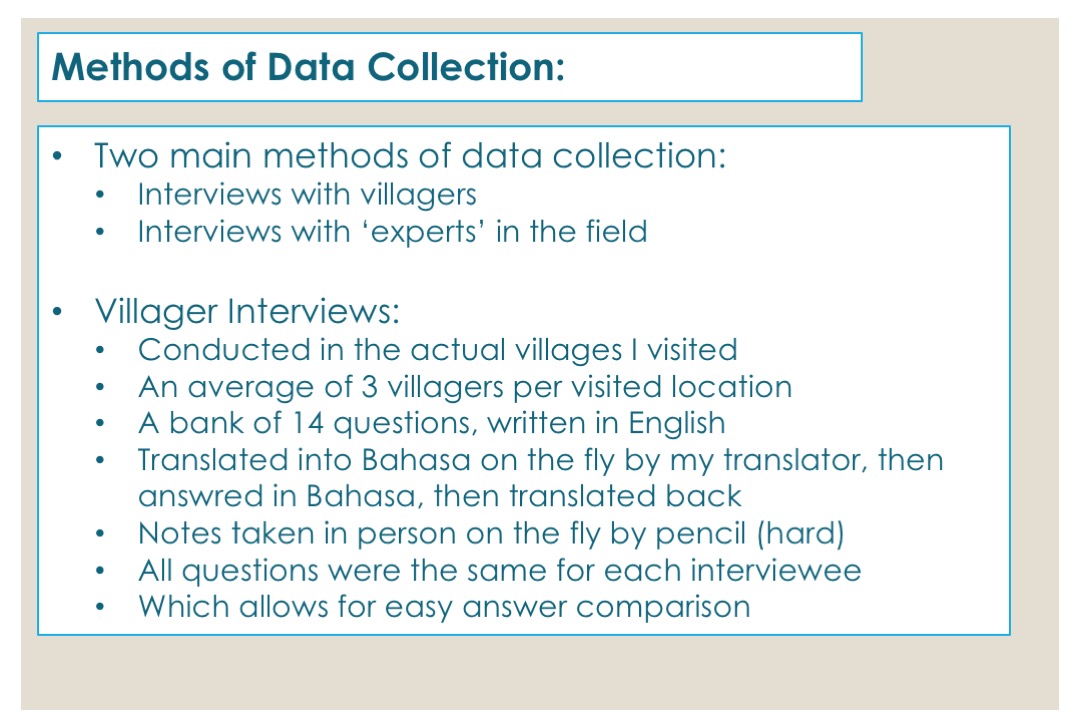 Methods of Data Collection:
• Two main methods of data collection:
• Interviews with villagers
• Interviews with ‘experts’ in the field
• Villager Interviews:
• Conducted in the actual villages I visited
• An average of 3 villagers per visited location
• A bank of 14 questions, written in English
• Translated into Bahasa on the fly by my translator, then
answred in Bahasa, then translated back
• Notes taken in person on the fly by pencil (hard)
• All questions were the same for each interviewee
• Which allows for easy answer comparison